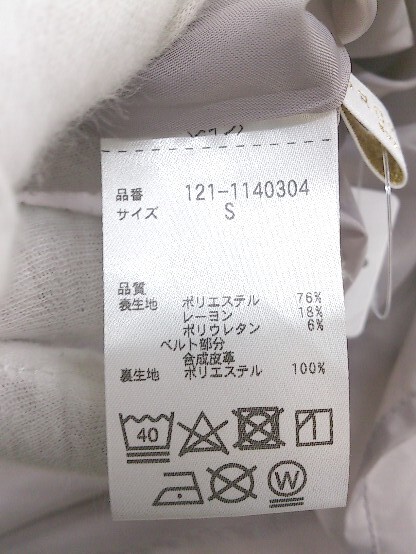 品番 121-1140304
サイズ S
品質
表生地 ポリエステル 76%
レーヨン 18%
ポリウレタン 6%
ベルト部分
合成皮革
裏生地 ポリエステル 100%
40
W